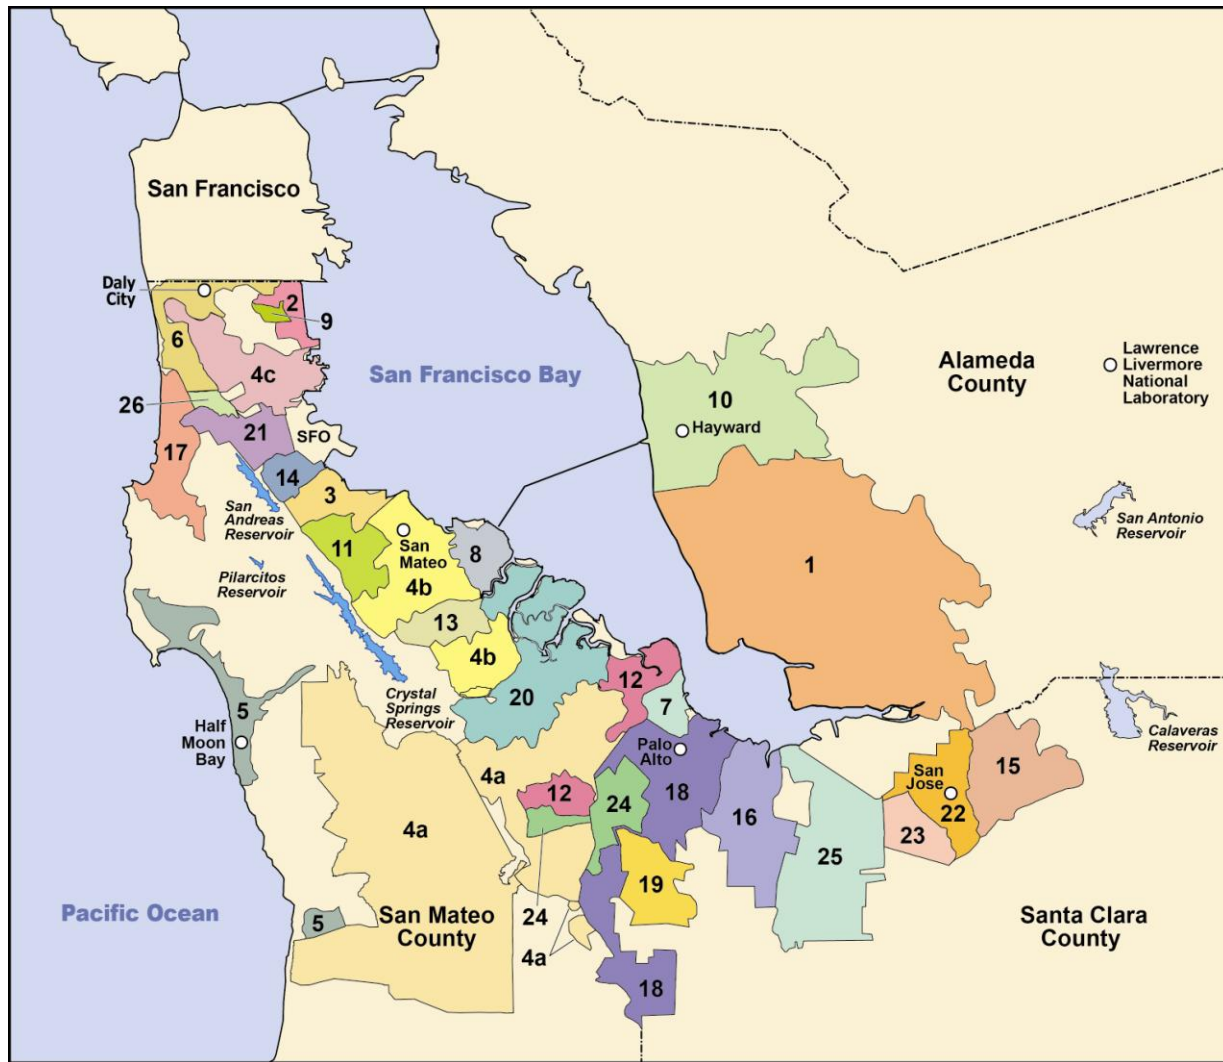 San Francisco
Daly
City
2
9
6
4c
San Francisco Bay
Alameda
County
Lawrence
Livermore
National
Laboratory
26
10
Hayward
21
SFO
17
14
3
San
Andreas
Reservoir
San
Mateo
San Antonio
Reservoir
11
8
1
Pilarcitos
Reservoir
4b
13
4b
12
Crystal
Springs
Reservoir
20
7
5
Half
Moon
Bay
Palo
Alto
Calaveras
Reservoir
4a
12
24
18
16
San
Jose
15
22
4a
23
25
19
Pacific Ocean
5
San Mateo
County
24
4a
Santa Clara
County
18